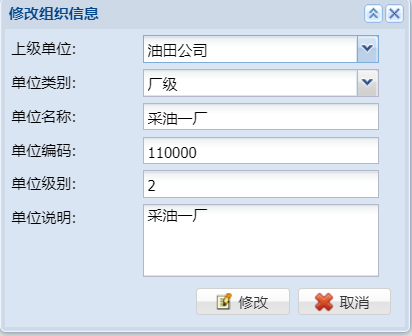 修改组织信息
上级单位: 油田公司
单位类别: 厂级
单位名称: 采油一厂
单位编码: 110000
单位级别: 2
单位说明: 采油一厂
修改 取消